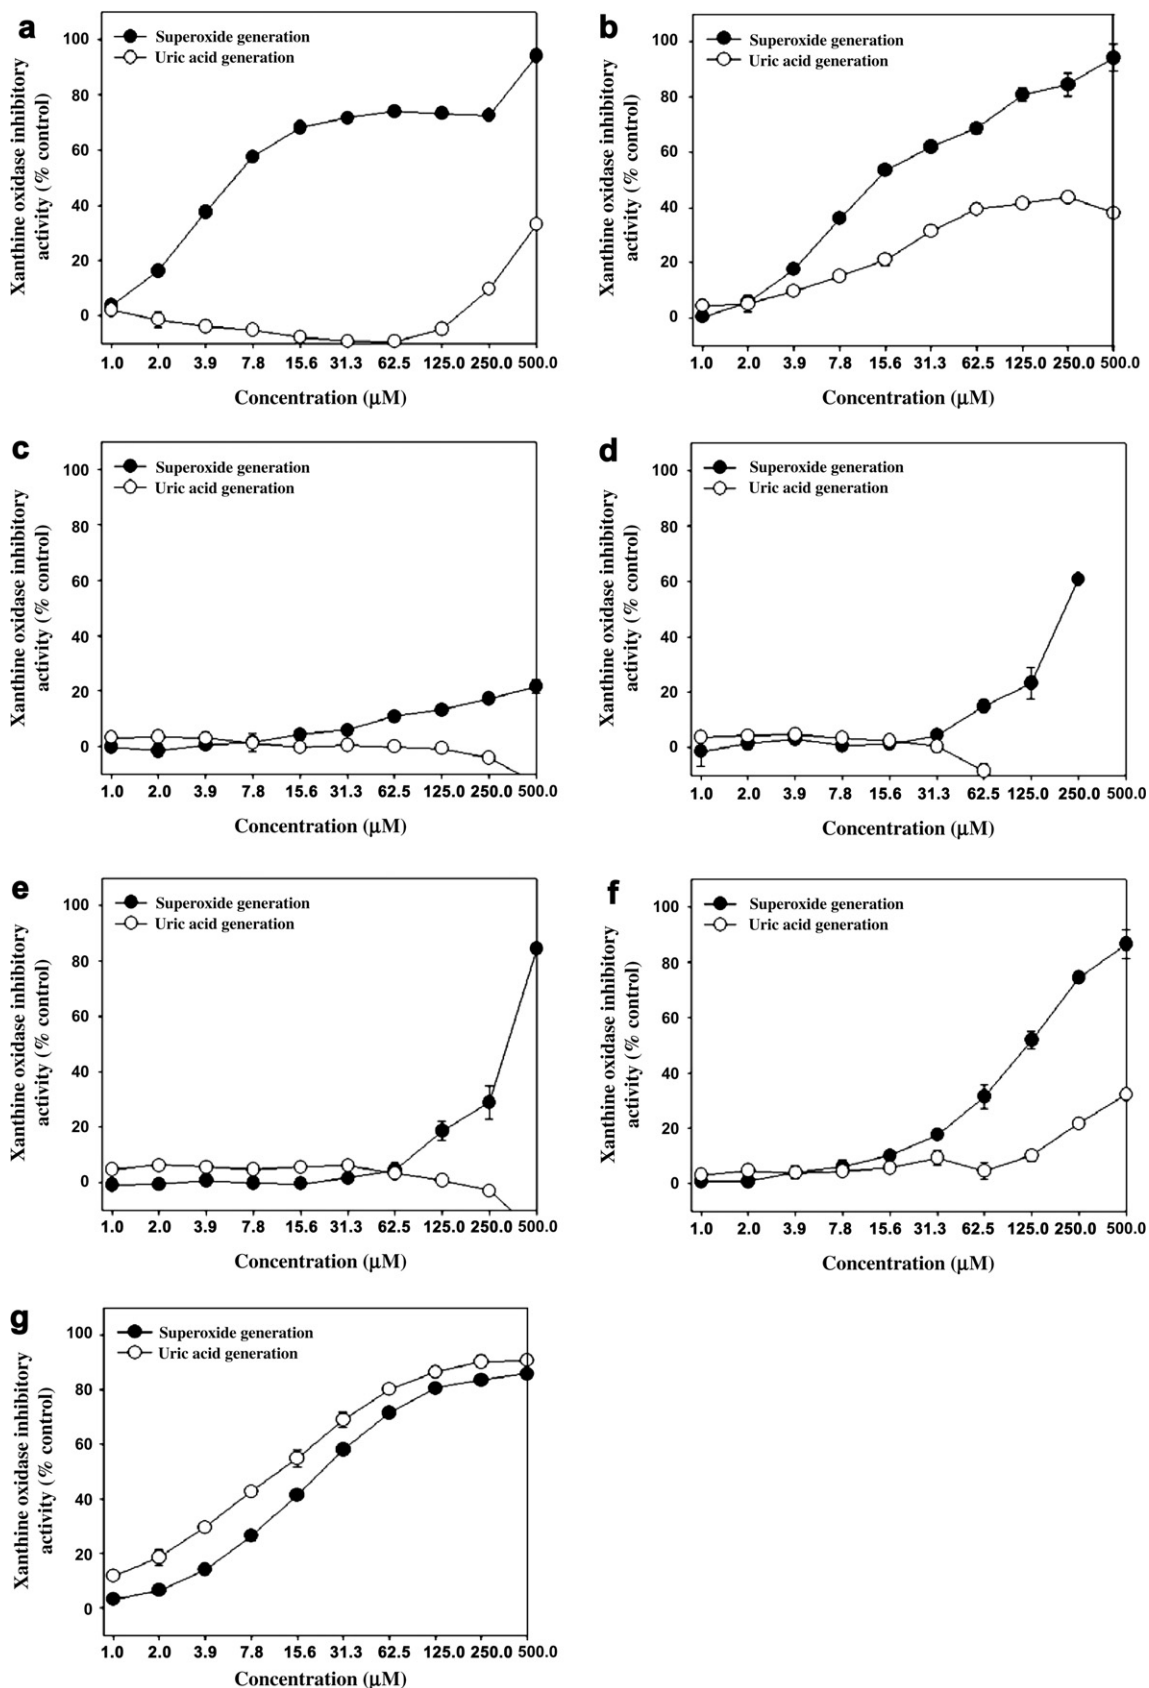 a
Xanthine oxidase inhibitory
activity (% control)
100
80
60
40
20
0
Superoxide generation
Uric acid generation
1.0 2.0 3.9 7.8 15.6 31.3 62.5 125.0 250.0 500.0
Concentration (μM)
b
Xanthine oxidase inhibitory
activity (% control)
100
80
60
40
20
0
Superoxide generation
Uric acid generation
1.0 2.0 3.9 7.8 15.6 31.3 62.5 125.0 250.0 500.0
Concentration (μM)
c
Xanthine oxidase inhibitory
activity (% control)
100
80
60
40
20
0
Superoxide generation
Uric acid generation
1.0 2.0 3.9 7.8 15.6 31.3 62.5 125.0 250.0 500.0
Concentration (μM)
d
Xanthine oxidase inhibitory
activity (% control)
100
80
60
40
20
0
Superoxide generation
Uric acid generation
1.0 2.0 3.9 7.8 15.6 31.3 62.5 125.0 250.0 500.0
Concentration (μM)
e
Xanthine oxidase inhibitory
activity (% control)
100
80
60
40
20
0
Superoxide generation
Uric acid generation
1.0 2.0 3.9 7.8 15.6 31.3 62.5 125.0 250.0 500.0
Concentration (μM)
f
Xanthine oxidase inhibitory
activity (% control)
100
80
60
40
20
0
Superoxide generation
Uric acid generation
1.0 2.0 3.9 7.8 15.6 31.3 62.5 125.0 250.0 500.0
Concentration (μM)
g
Xanthine oxidase inhibitory
activity (% control)
100
80
60
40
20
0
Superoxide generation
Uric acid generation
1.0 2.0 3.9 7.8 15.6 31.3 62.5 125.0 250.0 500.0
Concentration (μM)